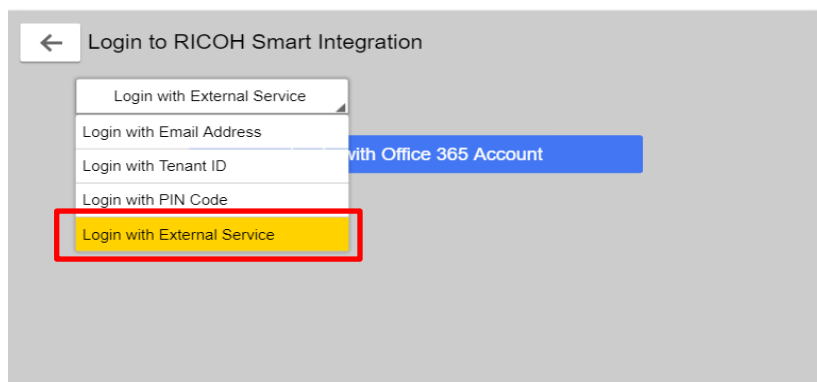 Login to RICOH Smart Integration
Login with External Service
Login with Email Address
with Office 365 Account
Login with Tenant ID
Login with PIN Code
Login with External Service